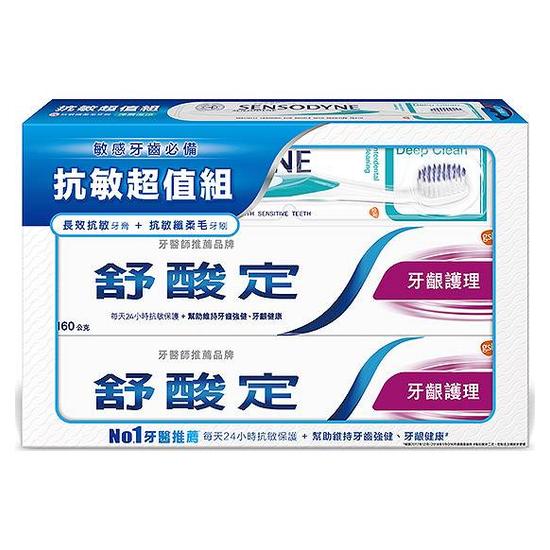 抗敏超值組
SENSODYNE
敏感牙齒必備
抗敏超值組
長效抗敏牙膏 + 抗敏纖柔毛牙刷
NE
Deep Clean
SENSITIVE TEETH
gsk
牙醫師推薦品牌
舒酸定
牙齦護理
每天24小時抗敏保護 + 幫助維持牙齒強健、牙齦健康
160公克
gsk
牙醫師推薦品牌
舒酸定
牙齦護理
No.1牙醫推薦 每天24小時抗敏保護 + 幫助維持牙齒強健、牙齦健康